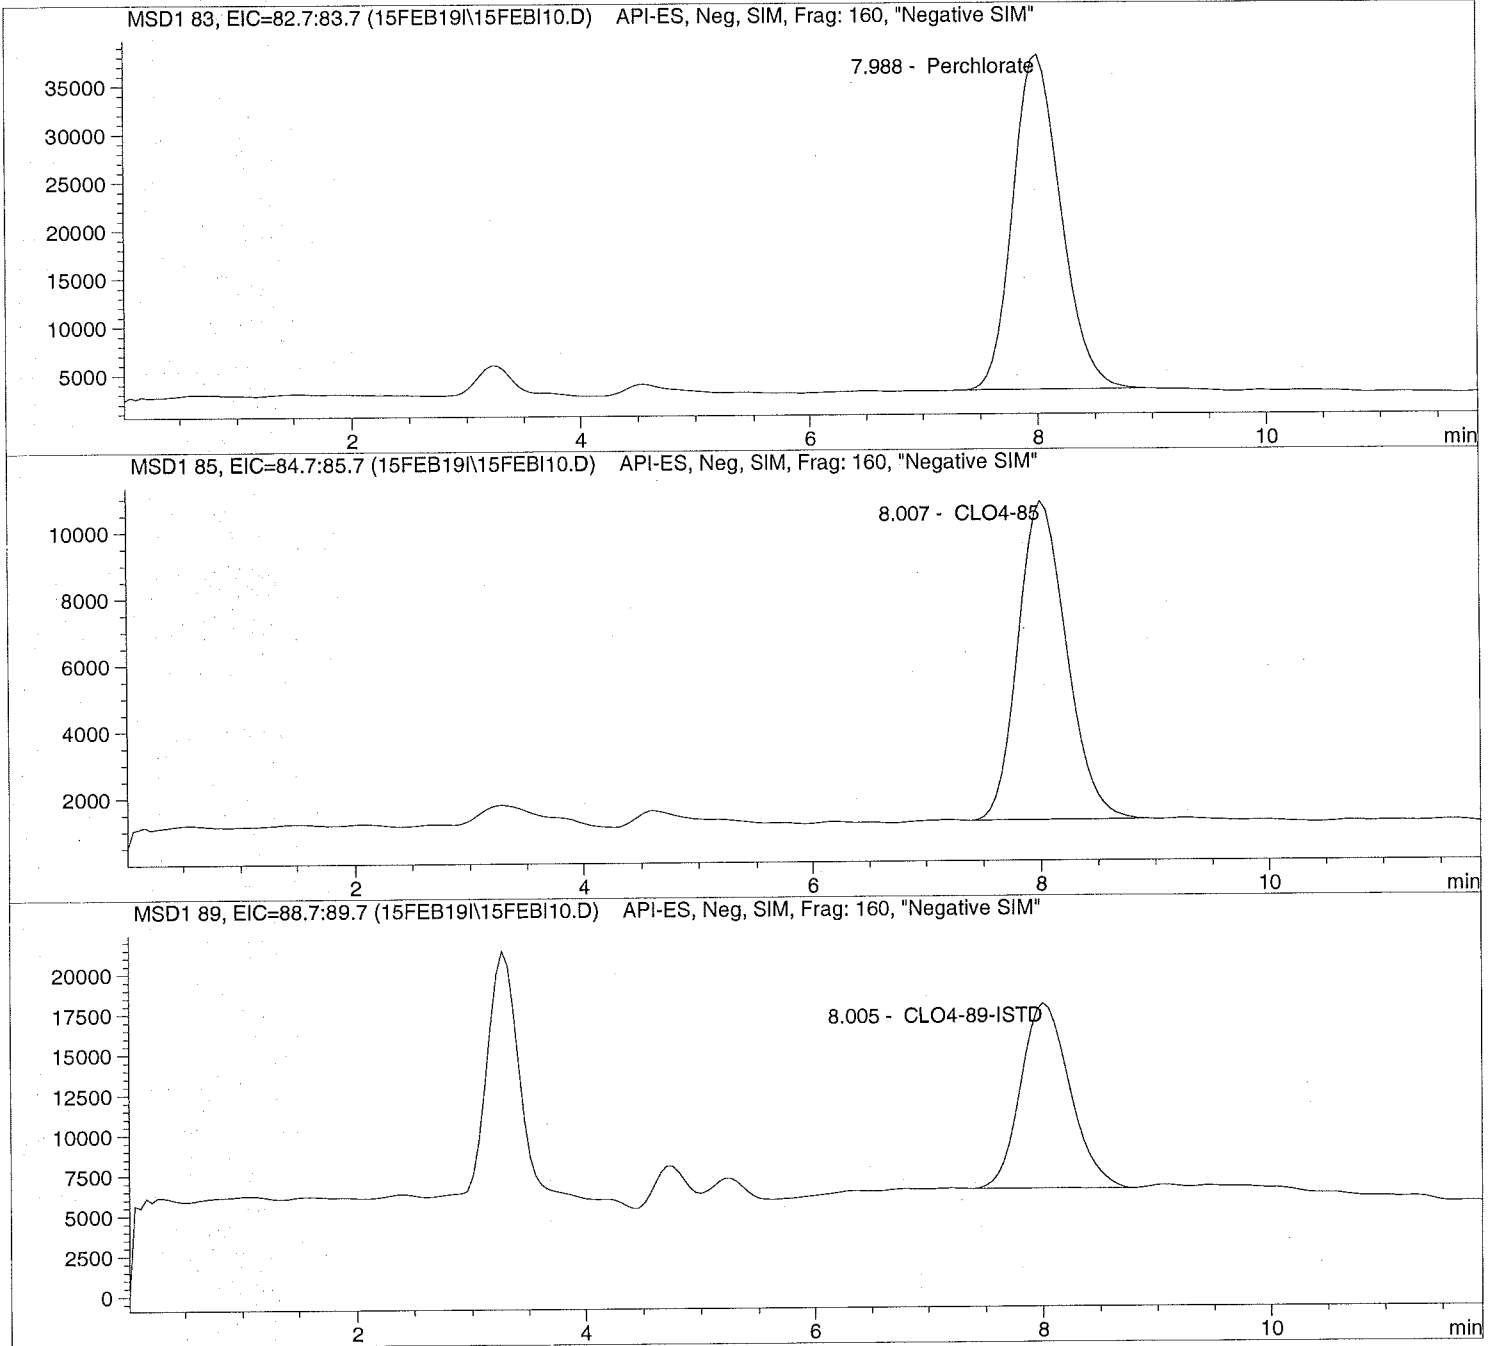 MSD1 83, EIC=82.7:83.7 (15FEB19I\15FEBI10.D) API-ES, Neg, SIM, Frag: 160, "Negative SIM"
7.988 - Perchlorate
35000
30000
25000
20000
15000
10000
5000
2 4 6 8 10 min
MSD1 85, EIC=84.7:85.7 (15FEB19I\15FEBI10.D) API-ES, Neg, SIM, Frag: 160, "Negative SIM"
8.007 - CLO4-85
10000
8000
6000
4000
2000
2 4 6 8 10 min
MSD1 89, EIC=88.7:89.7 (15FEB19I\15FEBI10.D) API-ES, Neg, SIM, Frag: 160, "Negative SIM"
20000
8.005 - CLO4-89-ISTD
17500
15000
12500
10000
7500
5000
2500
0
2 4 6 8 10 min